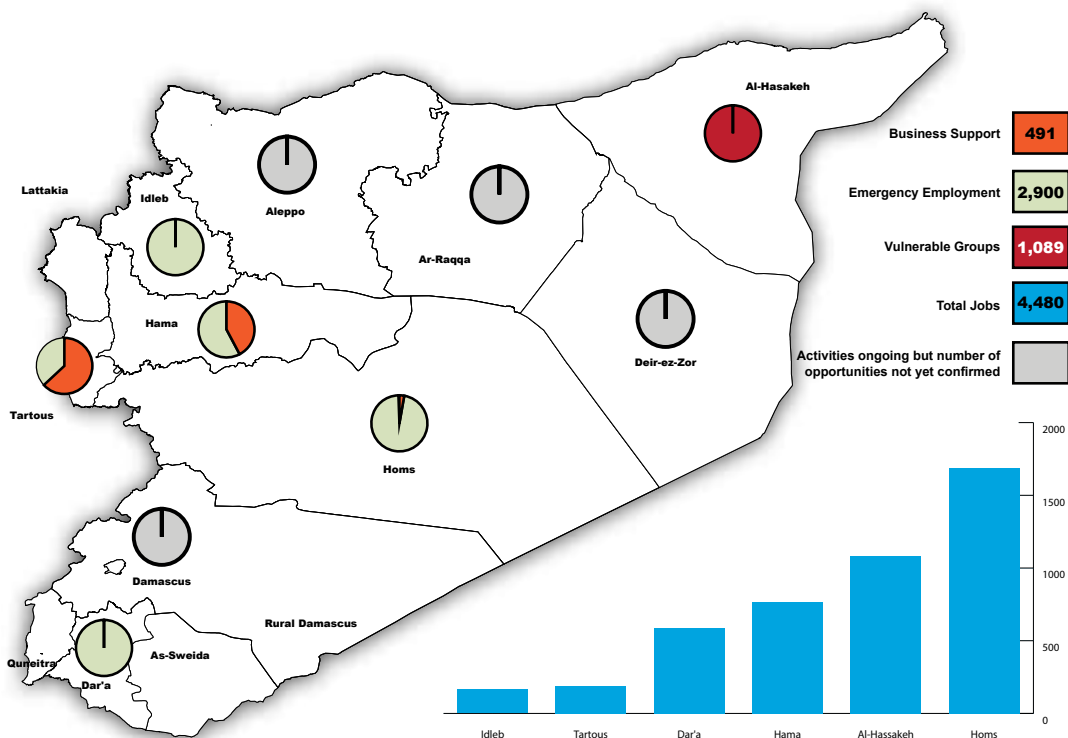 Al-Hasakeh
Business Support
491
Lattakia
Idleb
Aleppo
Emergency Employment
2,900
Ar-Raqqa
Vulnerable Groups
1,089
Total Jobs
4,480
Hama
Deir-ez-Zor
Activities ongoing but number of
opportunities not yet confirmed
Tartous
Homs
Damascus
Rural Damascus
Quneitra
As-Sweida
Dar'a
2000
1500
1000
500
0
Idleb
Tartous
Dar'a
Hama
Al-Hassakeh
Homs